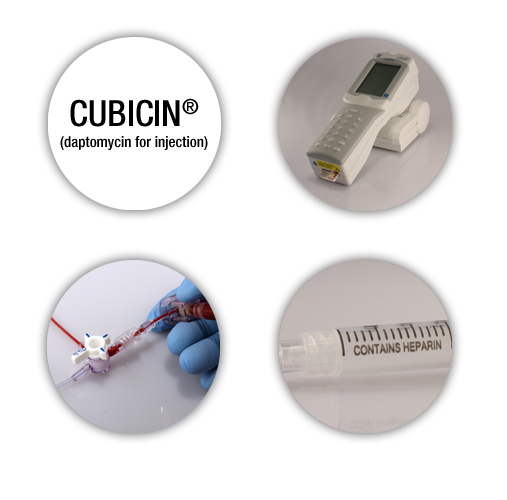 CUBICIN®
(daptomycin for injection)
CONTAINS HEPARIN